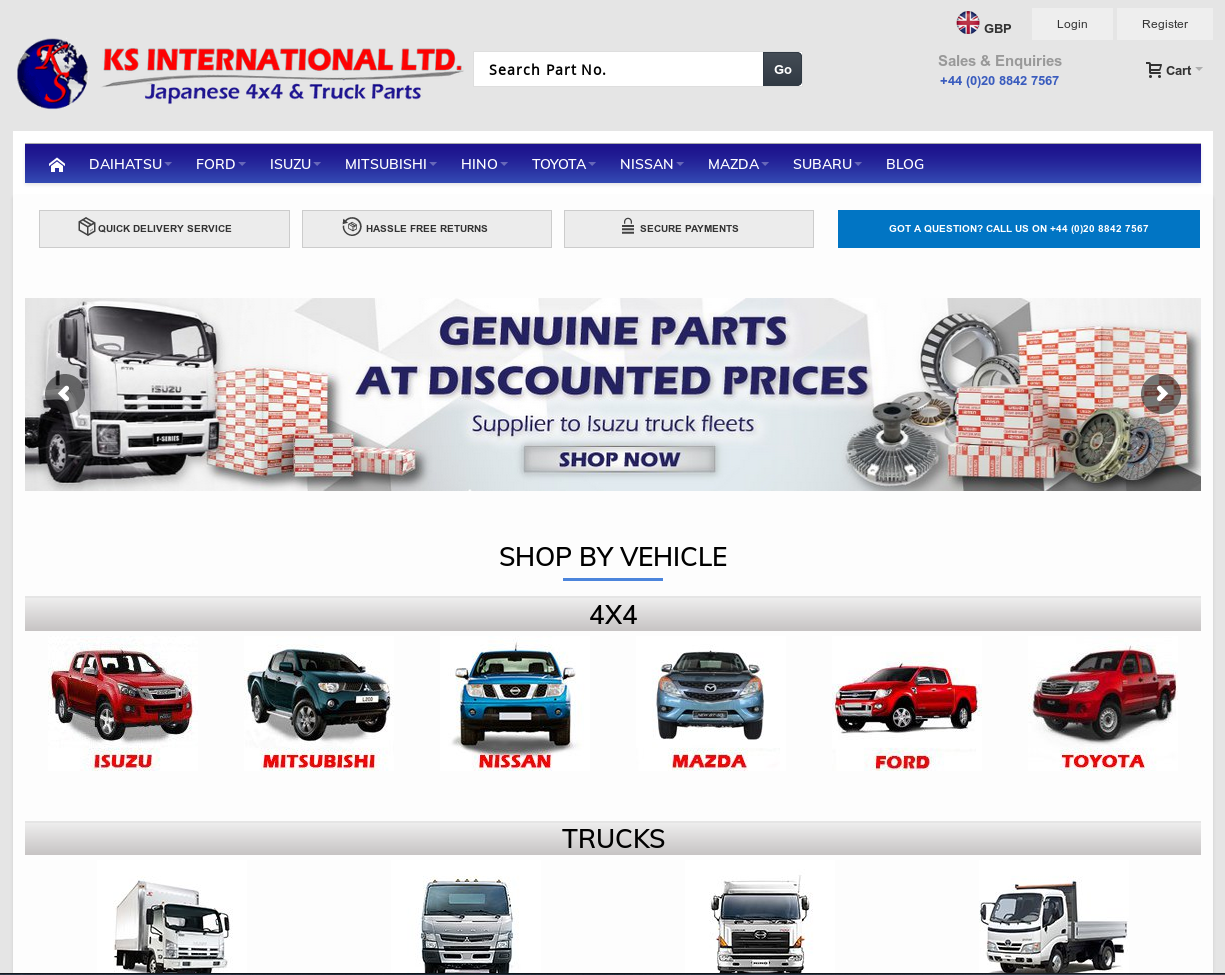 GBP
Login
Register
KS INTERNATIONAL LTD.
Japanese 4x4 & Truck Parts
Search Part No.
Go
Sales & Enquiries
+44 (0)20 8842 7567
Cart
DAIHATSU FORD ISUZU MITSUBISHI HINO TOYOTA NISSAN MAZDA SUBARU BLOG
QUICK DELIVERY SERVICE
HASSLE FREE RETURNS
SECURE PAYMENTS
GOT A QUESTION? CALL US ON +44 (0)20 8842 7567
FTR
ISUZU
F-SERIES
GENUINE PARTS
AT DISCOUNTED PRICES
Supplier to Isuzu truck fleets
SHOP NOW
SHOP BY VEHICLE
4X4
L200
ISUZU
MITSUBISHI
NISSAN
MAZDA
FORD
TOYOTA
TRUCKS